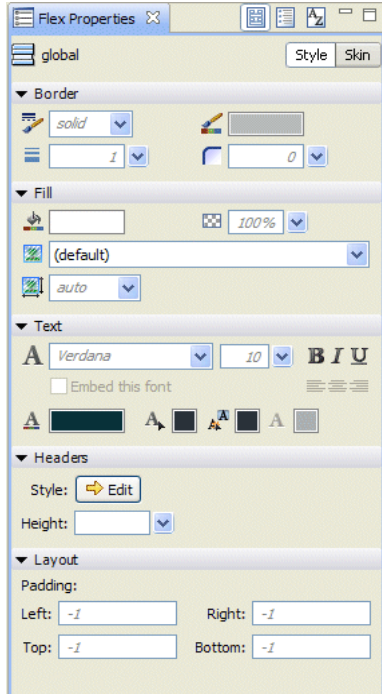 Flex Properties
global Style Skin
Border
solid
1 0
Fill
100%
(default)
auto
Text
A Verdana 10 B I U
Embed this font
A A A A A
Headers
Style: Edit
Height:
Layout
Padding:
Left: -1 Right: -1
Top: -1 Bottom: -1